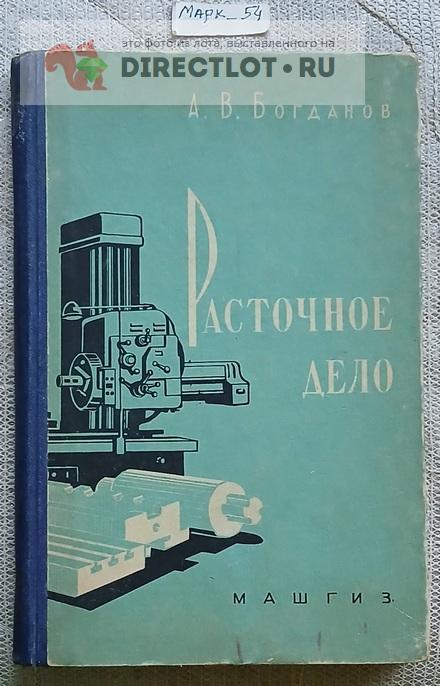 Марк_54
это фото из лота, выставленного на
DIRECTLOT.RU
А. В. Богданов
Расточное
дело
МАШГИЗ